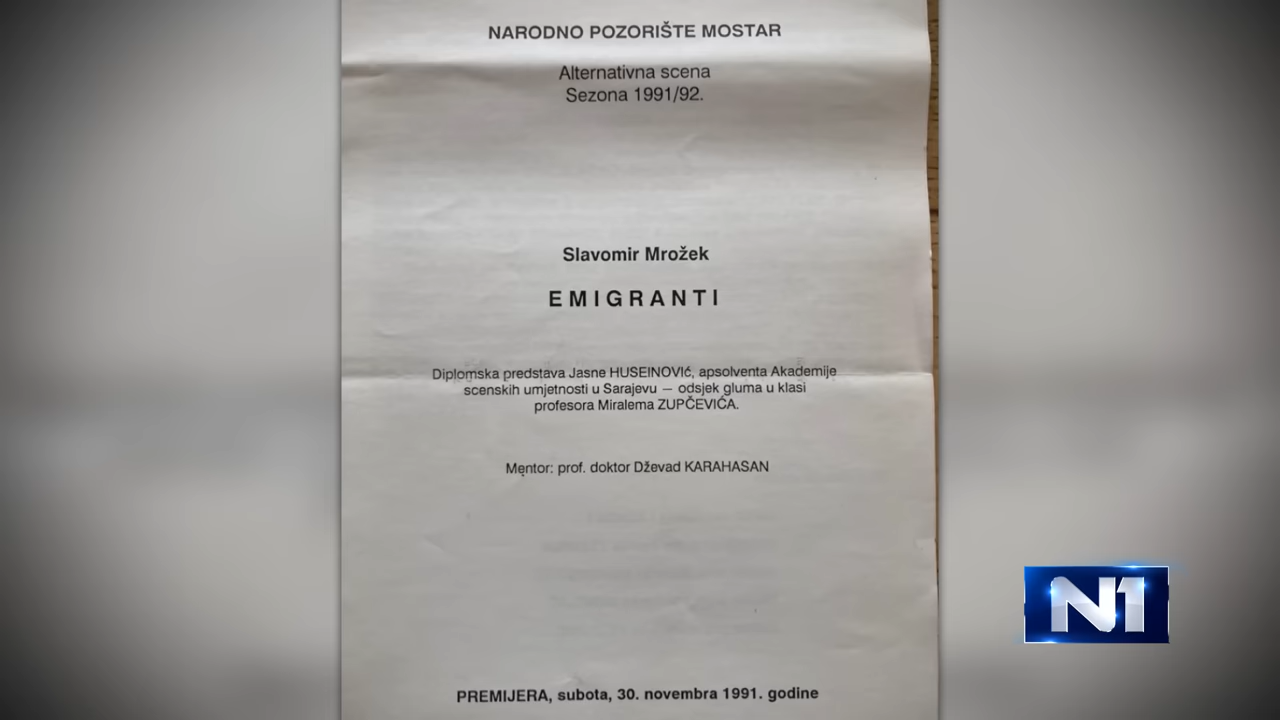 NARODNO POZORIŠTE MOSTAR
Alternativna scena
Sezona 1991/92.
Slavomir Mrožek
EMIGRANTI
Diplomska predstava Jasne HUSEINOVIć, apsolventa Akademije
scenskih umjetnosti u Sarajevu — odsjek gluma u klasi
profesora Miralema ZUPČEVIĆA.
Mentor: prof. doktor Dževad KARAHASAN
N1
PREMIJERA, subota, 30. novembra 1991. godine